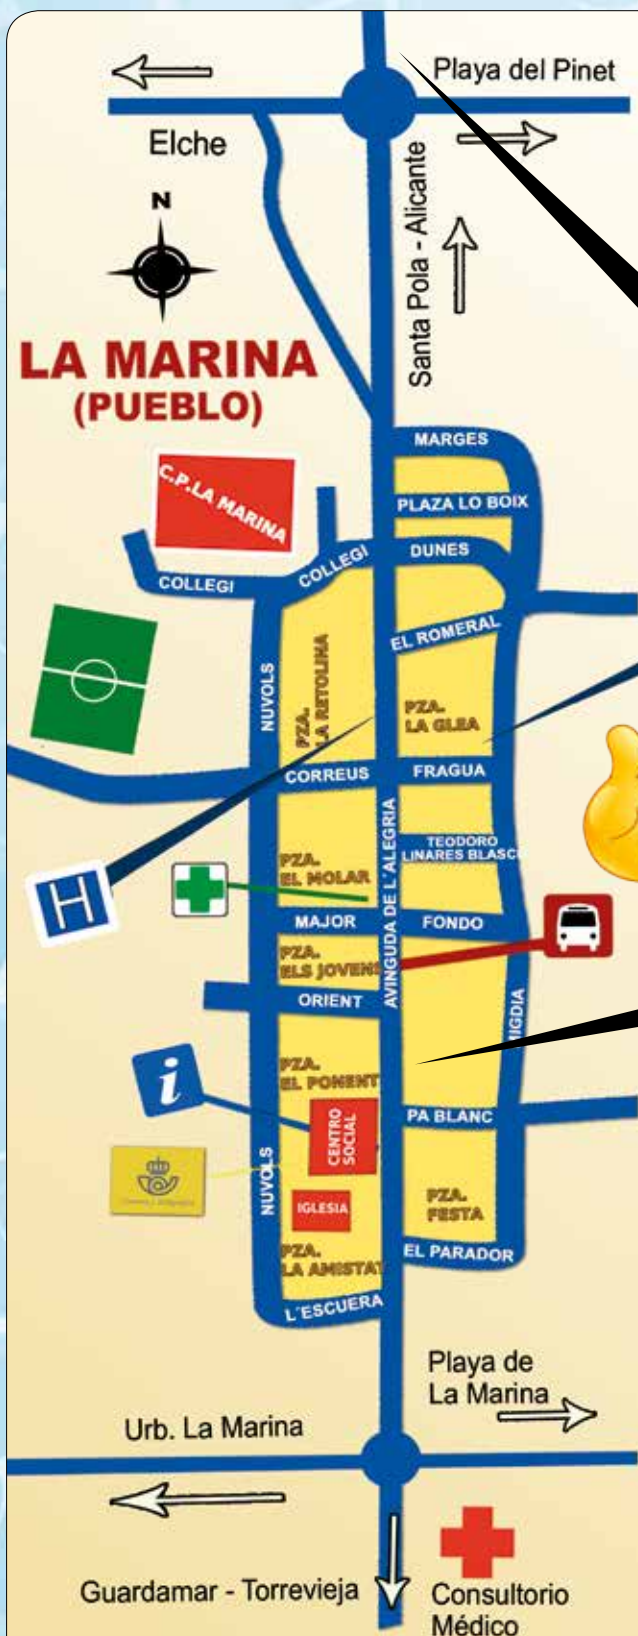 Playa del Pinet
Elche
Santa Pola - Alicante
N
LA MARINA
(PUEBLO)
MARGES
C.P.LA MARINA
PLAZA LO BOIX
DUNES
COLLEGI
COLLEGI
EL ROMERAL
NUVOLS
PZA.
LA RETOLINA
PZA.
LA GLEA
CORREUS
FRAGUA
TEODORO
LINARES BLASCO
PZA.
EL MOLAR
H
AVINGUDA DE L'ALEGRIA
MAJOR
FONDO
PZA.
ELS JOVENS
ORIENT
MIGDIA
PZA.
EL PONENT
i
CENTRO
SOCIAL
PA BLANC
NUVOLS
IGLESIA
PZA.
FESTA
PZA.
LA AMISTAT
EL PARADOR
L´ESCUERA
Playa de
La Marina
Urb. La Marina
Guardamar - Torrevieja
Consultorio
Médico